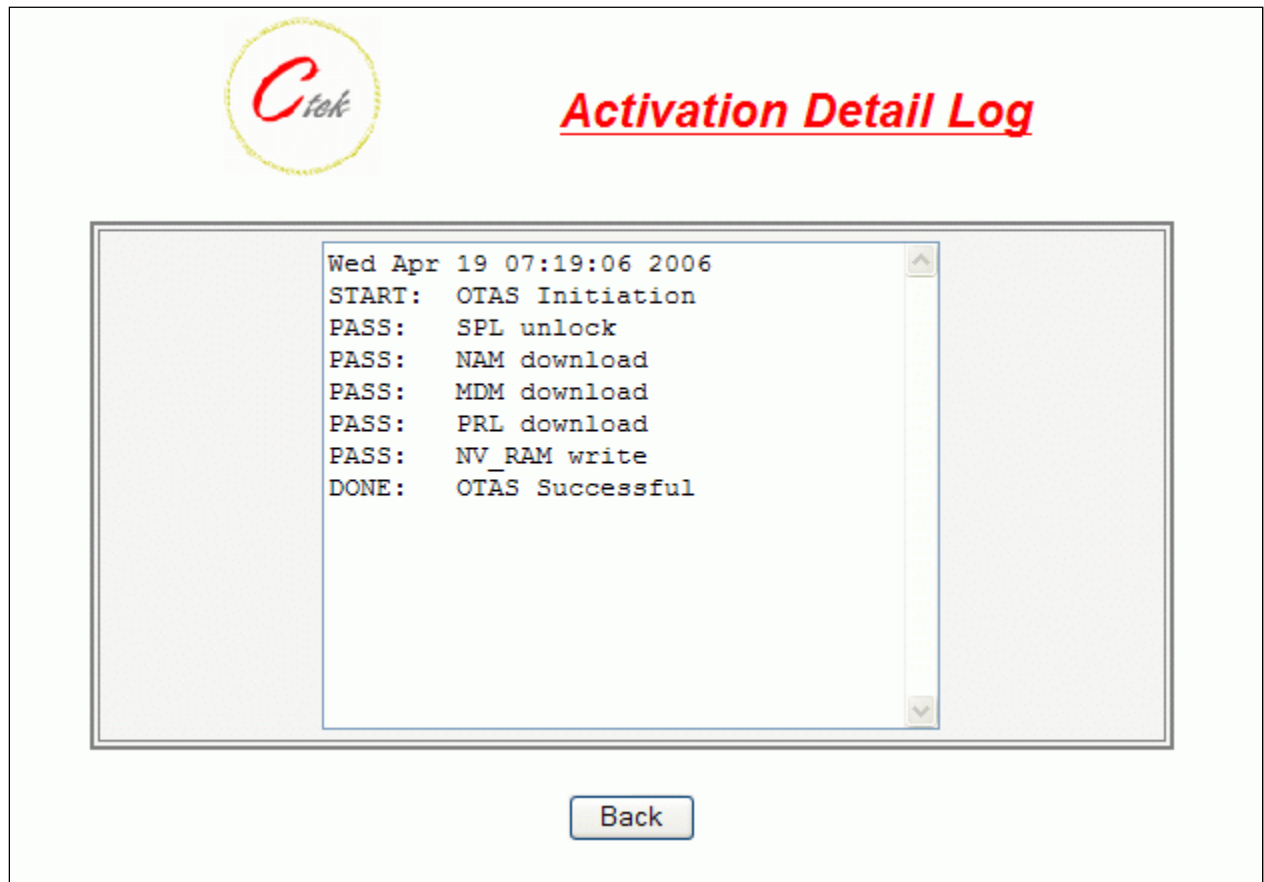 Ctek
Activation Detail Log
Wed Apr 19 07:19:06 2006
START:  OTAS Initiation
PASS:   SPL unlock
PASS:   NAM download
PASS:   MDM download
PASS:   PRL download
PASS:   NV_RAM write
DONE:   OTAS Successful
Back